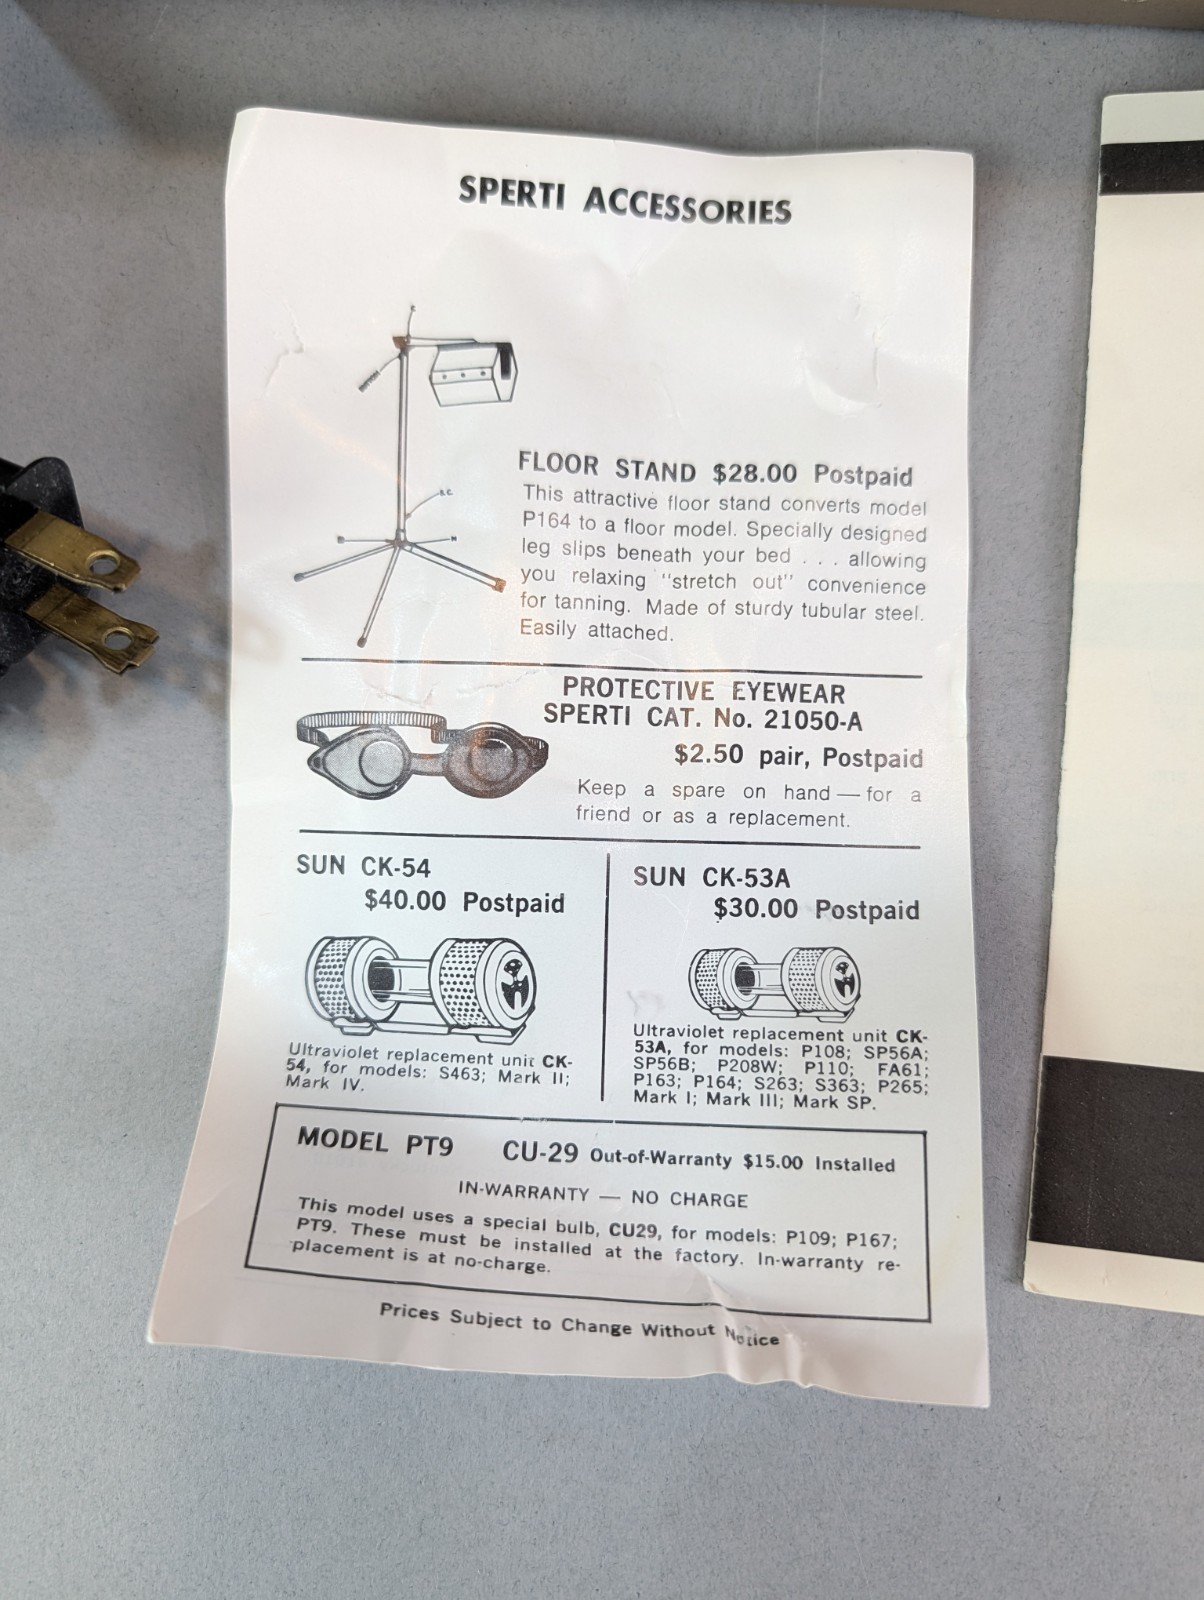 SPERTI ACCESSORIES
FLOOR STAND $28.00 Postpaid
This attractive floor stand converts model
P164 to a floor model. Specially designed
leg slips beneath your bed . . . allowing
you relaxing "stretch out" convenience
for tanning. Made of sturdy tubular steel.
Easily attached.
PROTECTIVE EYEWEAR
SPERTI CAT. No. 21050-A
$2.50 pair, Postpaid
Keep a spare on hand — for a
friend or as a replacement.
SUN CK-54
$40.00 Postpaid
Ultraviolet replacement unit CK-
54, for models: S463; Mark II;
Mark IV.
SUN CK-53A
$30.00 Postpaid
Ultraviolet replacement unit CK-
53A, for models: P108; SP56A;
SP56B; P208W; P110; FA61;
P163; P164; S263; S363; P265;
Mark I; Mark III; Mark SP.
MODEL PT9 CU-29 Out-of-Warranty $15.00 Installed
IN-WARRANTY — NO CHARGE
This model uses a special bulb, CU29, for models: P109; P167;
PT9. These must be installed at the factory. In-warranty re-
placement is at no-charge.
Prices Subject to Change Without Notice